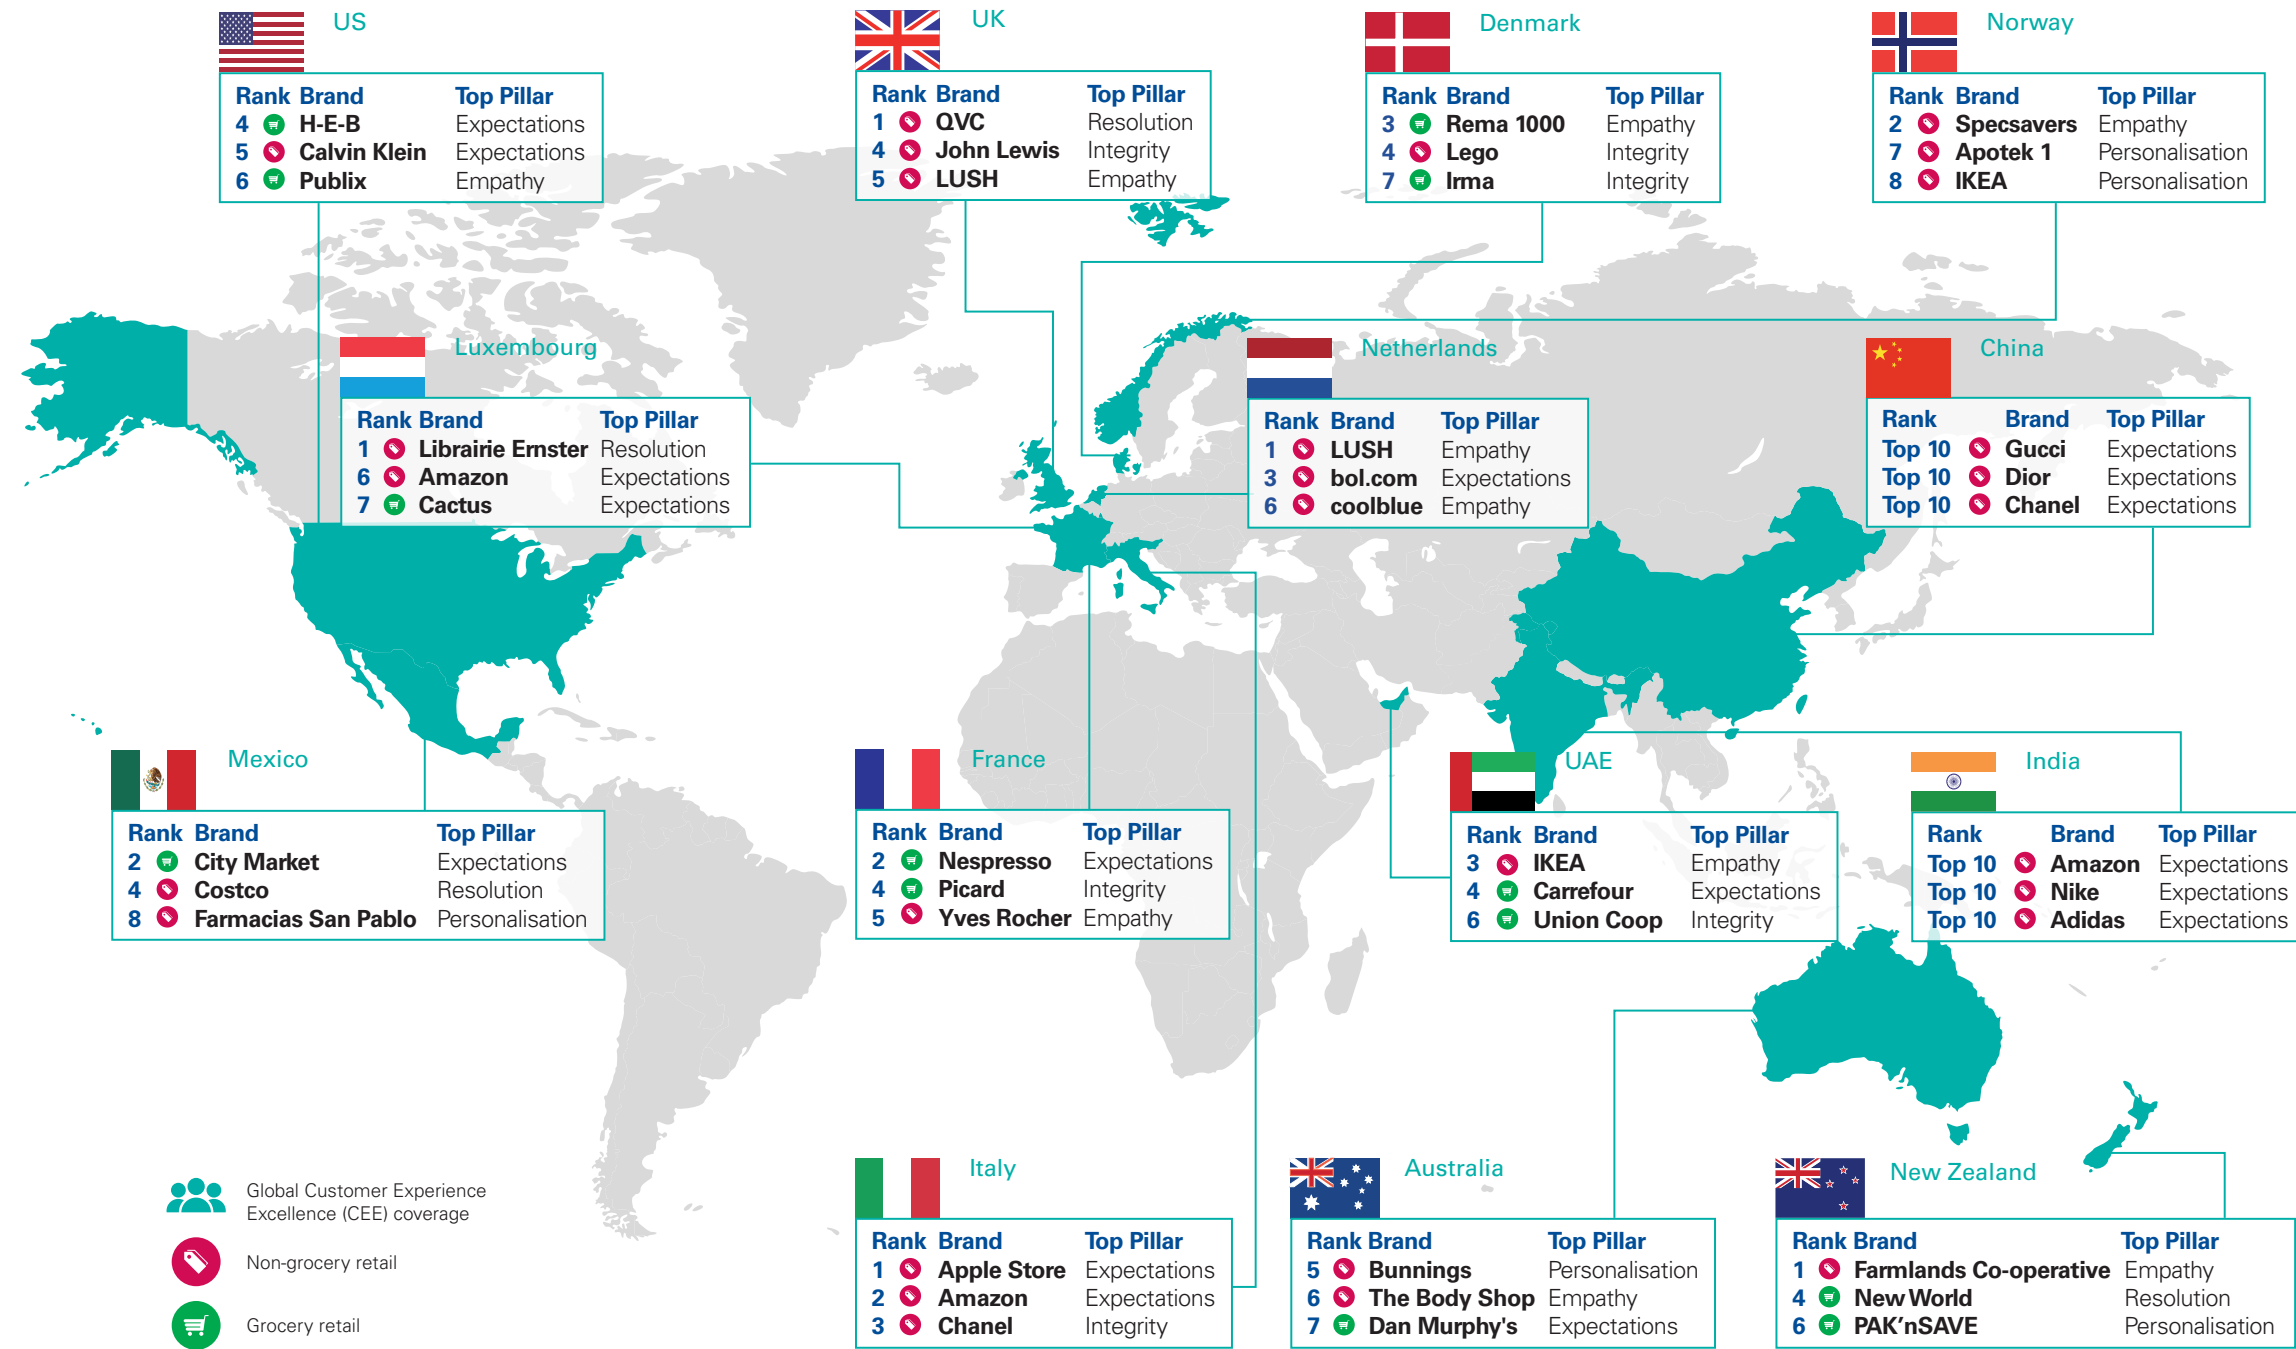 US
Rank Brand Top Pillar
4 H-E-B Expectations
5 Calvin Klein Expectations
6 Publix Empathy
UK
Rank Brand Top Pillar
1 QVC Resolution
4 John Lewis Integrity
5 LUSH Empathy
Denmark
Rank Brand Top Pillar
3 Rema 1000 Empathy
4 Lego Integrity
7 Irma Integrity
Norway
Rank Brand Top Pillar
2 Specsavers Empathy
7 Apotek 1 Personalisation
8 IKEA Personalisation
Luxembourg
Rank Brand Top Pillar
1 Librairie Ernster Resolution
6 Amazon Expectations
7 Cactus Expectations
Netherlands
Rank Brand Top Pillar
1 LUSH Empathy
3 bol.com Expectations
6 coolblue Empathy
China
Rank Brand Top Pillar
Top 10 Gucci Expectations
Top 10 Dior Expectations
Top 10 Chanel Expectations
Mexico
Rank Brand Top Pillar
2 City Market Expectations
4 Costco Resolution
8 Farmacias San Pablo Personalisation
France
Rank Brand Top Pillar
2 Nespresso Expectations
4 Picard Integrity
5 Yves Rocher Empathy
UAE
Rank Brand Top Pillar
3 IKEA Empathy
4 Carrefour Expectations
6 Union Coop Integrity
India
Rank Brand Top Pillar
Top 10 Amazon Expectations
Top 10 Nike Expectations
Top 10 Adidas Expectations
Italy
Rank Brand Top Pillar
1 Apple Store Expectations
2 Amazon Expectations
3 Chanel Integrity
Australia
Rank Brand Top Pillar
5 Bunnings Personalisation
6 The Body Shop Empathy
7 Dan Murphy's Expectations
New Zealand
Rank Brand Top Pillar
1 Farmlands Co-operative Empathy
4 New World Resolution
6 PAK’nSAVE Personalisation
Global Customer Experience
Excellence (CEE) coverage
Non-grocery retail
Grocery retail